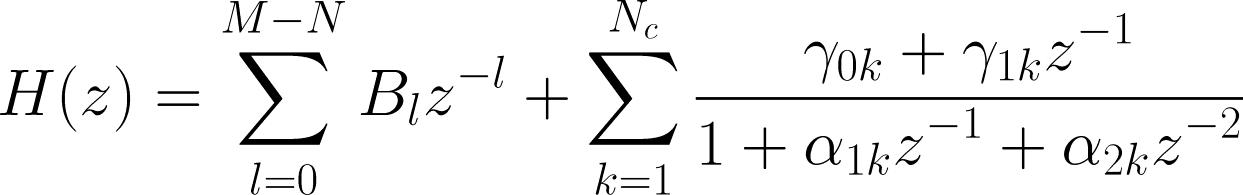 H(z) = \sum_{l=0}^{M-N} B_l z^{-l} + \sum_{k=1}^{N_c} \frac{\gamma_{0k} + \gamma_{1k} z^{-1}}{1 + \alpha_{1k} z^{-1} + \alpha_{2k} z^{-2}}